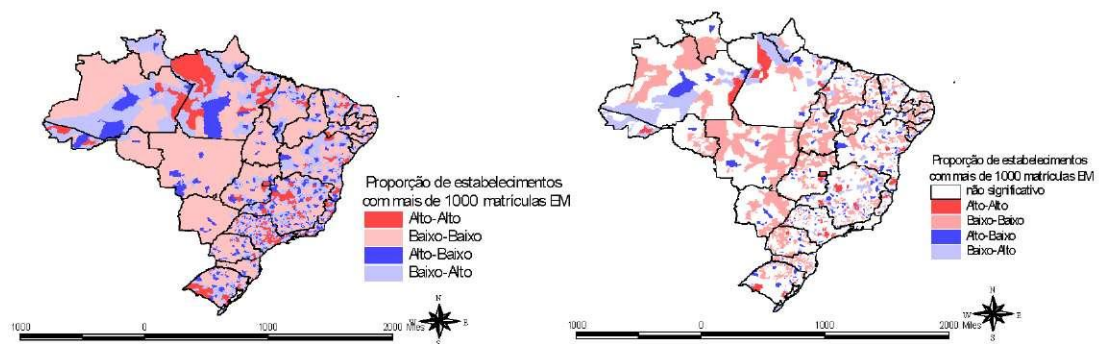 Proporção de estabelecimentos
com mais de 1000 matrículas EM
Alto-Alto
Baixo-Baixo
Alto-Baixo
Baixo-Alto
N
W E
S
1000 0 1000 2000 Miles
Proporção de estabelecimentos
com mais de 1000 matrículas EM
não significativo
Alto-Alto
Baixo-Baixo
Alto-Baixo
Baixo-Alto
N
W E
S
1000 0 1000 2000 Miles